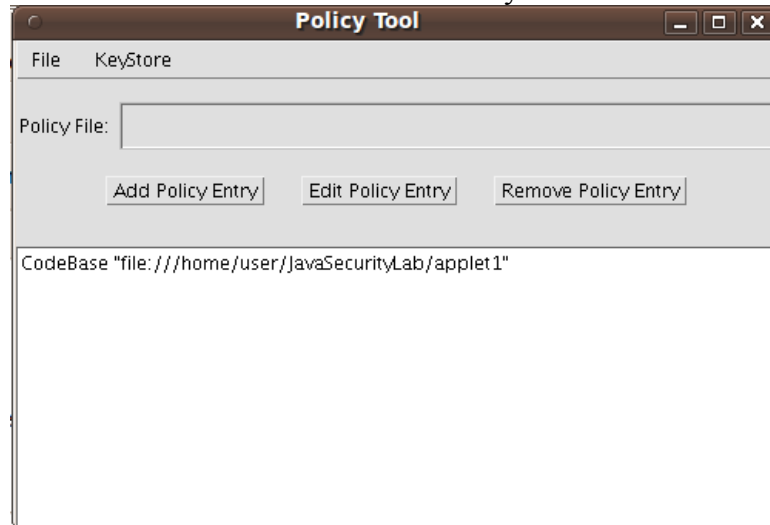 Policy Tool
File KeyStore
Policy File:
Add Policy Entry Edit Policy Entry Remove Policy Entry
CodeBase "file:///home/user/JavaSecurityLab/applet1"